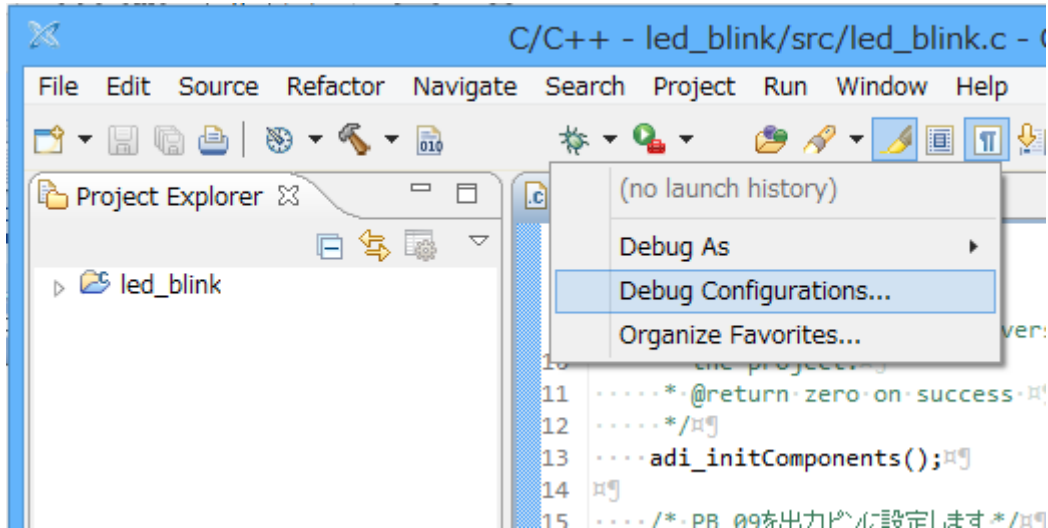 C/C++ - led_blink/src/led_blink.c -
File Edit Source Refactor Navigate Search Project Run Window Help
010
Project Explorer
.c
(no launch history)
led_blink
Debug As
Debug Configurations...
Organize Favorites...
10 the project.
11 * @return zero on success
12 */
13 adi_initComponents();
14
15 /* PB_09を出力ピンに設定します */